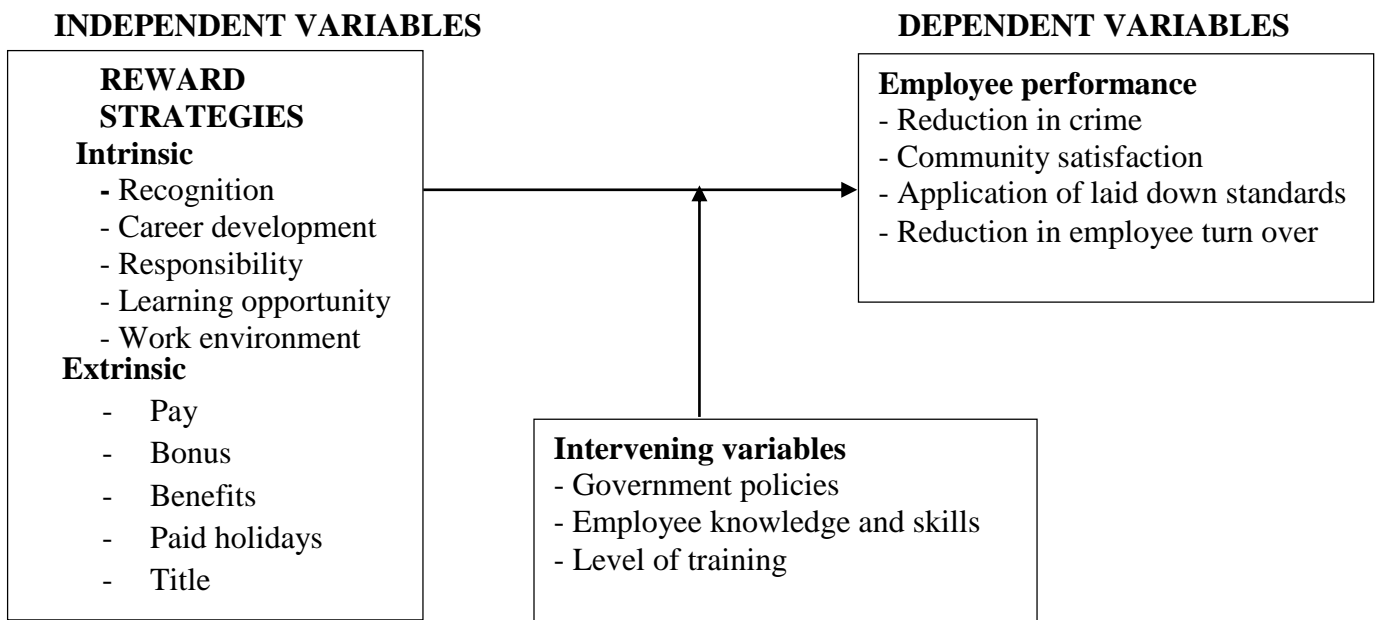 INDEPENDENT VARIABLES
REWARD
STRATEGIES
Intrinsic
- Recognition
- Career development
- Responsibility
- Learning opportunity
- Work environment
Extrinsic
- Pay
- Bonus
- Benefits
- Paid holidays
- Title
DEPENDENT VARIABLES
Employee performance
- Reduction in crime
- Community satisfaction
- Application of laid down standards
- Reduction in employee turn over
Intervening variables
- Government policies
- Employee knowledge and skills
- Level of training